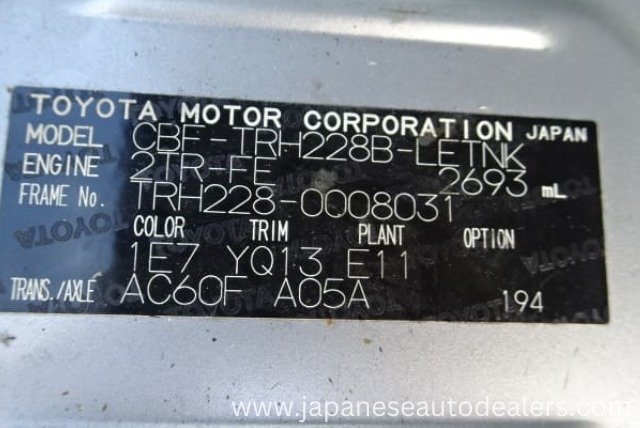 TOYOTA MOTOR CORPORATION JAPAN
MODEL CBF-TRH228B-LETNK
ENGINE 2TR-FE 2693 mL
FRAME No. TRH228-0008031
COLOR TRIM PLANT OPTION
1E7 YQ13 E11
TRANS./AXLE AC60F A05A 194
www.japaneseautodealers.com